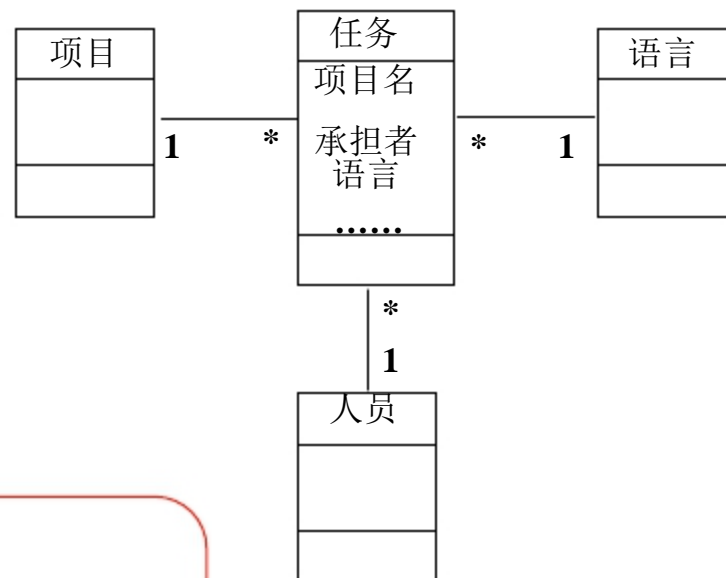 项目
任务
语言
项目名
承担者
语言
......
1
*
*
1
*
1
人员